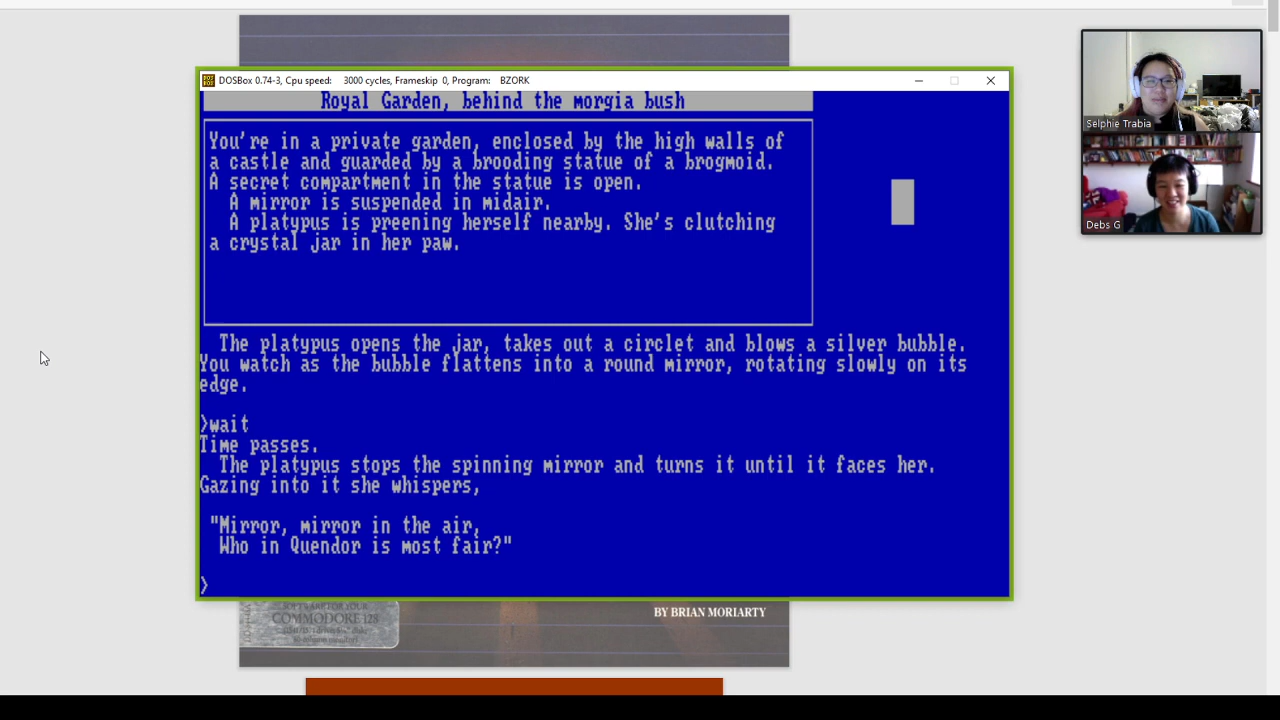 DOSBox 0.74-3, Cpu speed: 3000 cycles, Frameskip 0, Program: BZORK
Royal Garden, behind the morgia bush
You're in a private garden, enclosed by the high walls of
a castle and guarded by a brooding statue of a brogmoid.
A secret compartment in the statue is open.
A mirror is suspended in midair.
A platypus is preening herself nearby. She's clutching
a crystal jar in her paw.
The platypus opens the jar, takes out a circlet and blows a silver bubble.
You watch as the bubble flattens into a round mirror, rotating slowly on its
edge.
>wait
Time passes.
The platypus stops the spinning mirror and turns it until it faces her.
Gazing into it she whispers,
"Mirror, mirror in the air,
Who in Quendor is most fair?"
>
SOFTWARE FOR YOUR
COMMODORE 128
BY BRIAN MORIARTY
Selphie Trabia
Debs G